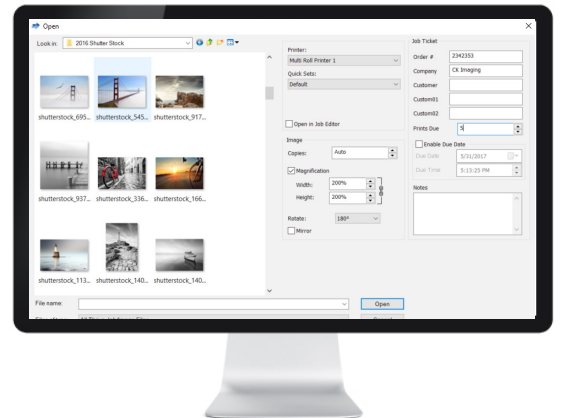 Open
Look in: 2016 Shutter Stock
shutterstock_695... shutterstock_545... shutterstock_917...
shutterstock_937... shutterstock_336... shutterstock_166...
shutterstock_113... shutterstock_140... shutterstock_140...
File name:
Open
Printer:
Multi Roll Printer 1
Quick Sets:
Default
Open in Job Editor
Image
Copies: Auto
Magnification
Width: 200%
Height: 200%
Rotate: 180°
Mirror
Job Ticket
Order # 2342353
Company CK Imaging
Customer
Custom01
Custom02
Prints Due 5
Enable Due Date
Due Date 5/31/2017
Due Time 5:13:25 PM
Notes